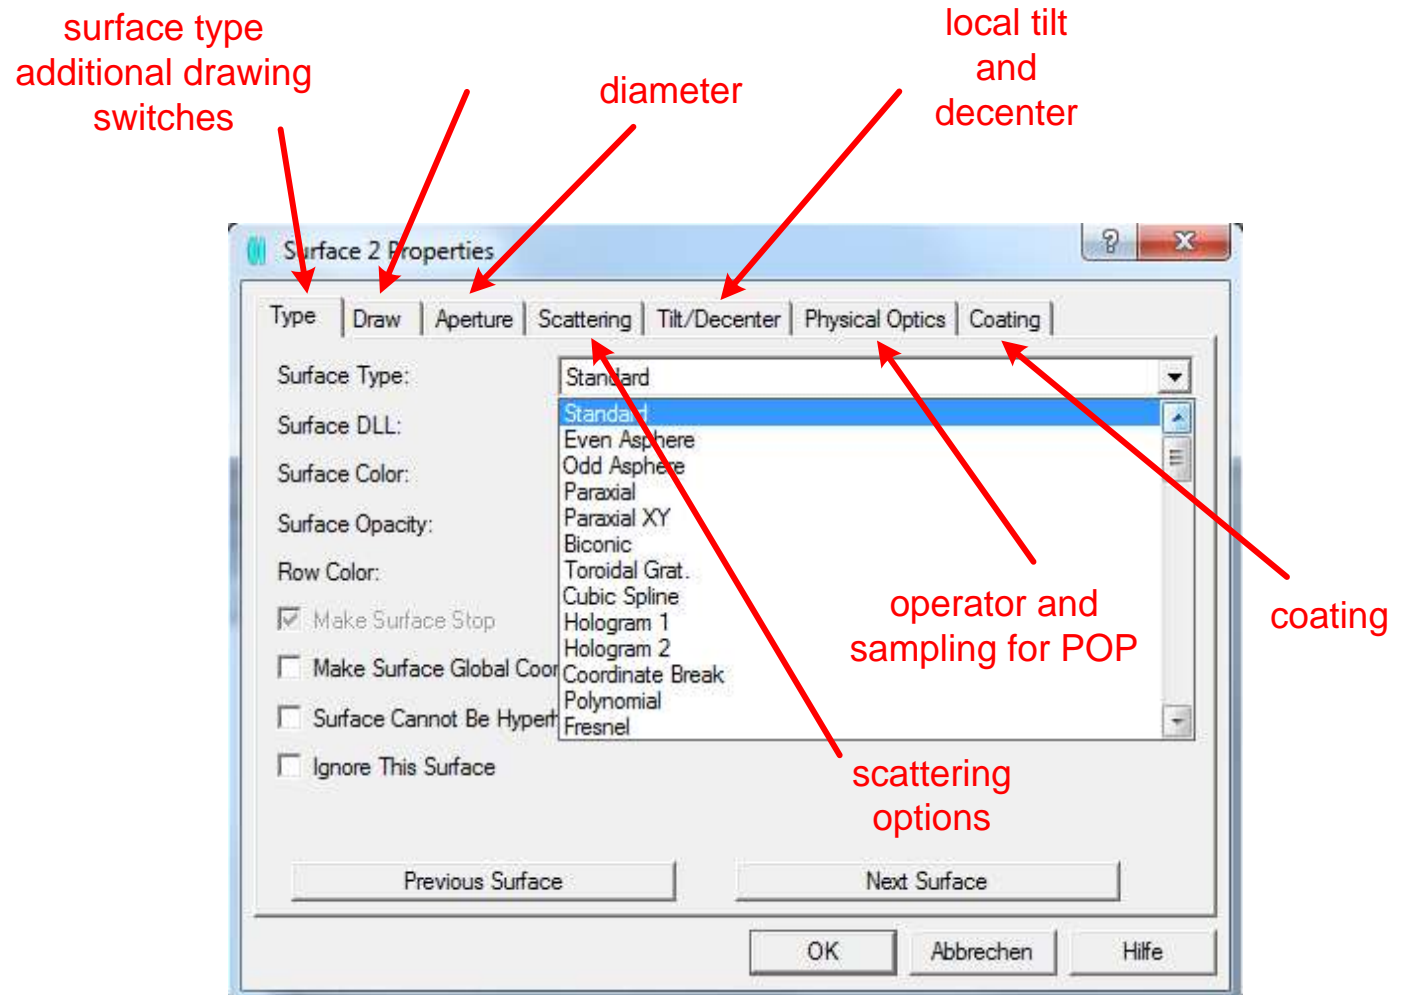 surface type
additional drawing
switches
diameter
local tilt
and
decenter
Surface 2 Properties
Type Draw Aperture Scattering Tilt/Decenter Physical Optics Coating
Surface Type: Standard
Surface DLL:
Surface Color:
Surface Opacity:
Row Color:
Make Surface Stop
Make Surface Global Coor
Surface Cannot Be Hyperh
Ignore This Surface
Standard
Even Asphere
Odd Asphere
Paraxial
Paraxial XY
Biconic
Toroidal Grat.
Cubic Spline
Hologram 1
Hologram 2
Coordinate Break
Polynomial
Fresnel
operator and
sampling for POP
coating
scattering
options
Previous Surface Next Surface
OK Abbrechen Hilfe